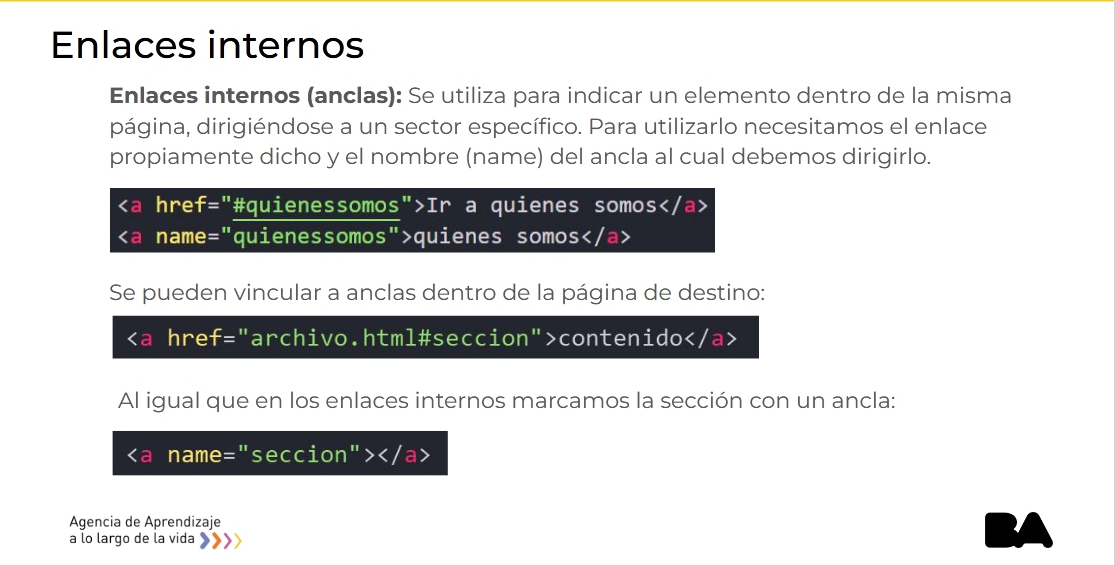 Enlaces internos
Enlaces internos (anclas): Se utiliza para indicar un elemento dentro de la misma
página, dirigiéndose a un sector específico. Para utilizarlo necesitamos el enlace
propiamente dicho y el nombre (name) del ancla al cual debemos dirigirlo.
<a href="#quienessomos">Ir a quienes somos</a>
<a name="quienessomos">quienes somos</a>
Se pueden vincular a anclas dentro de la página de destino:
<a href="archivo.html#seccion">contenido</a>
Al igual que en los enlaces internos marcamos la sección con un ancla:
<a name="seccion"></a>
Agencia de Aprendizaje
a lo largo de la vida
BA